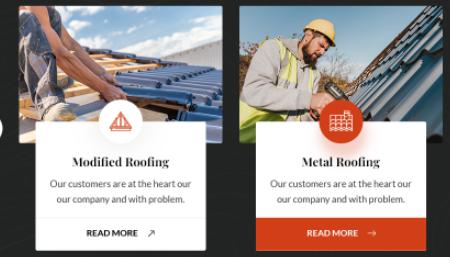 Modified Roofing
Our customers are at the heart our
our company and with problem.
READ MORE
Metal Roofing
Our customers are at the heart our
our company and with problem.
READ MORE